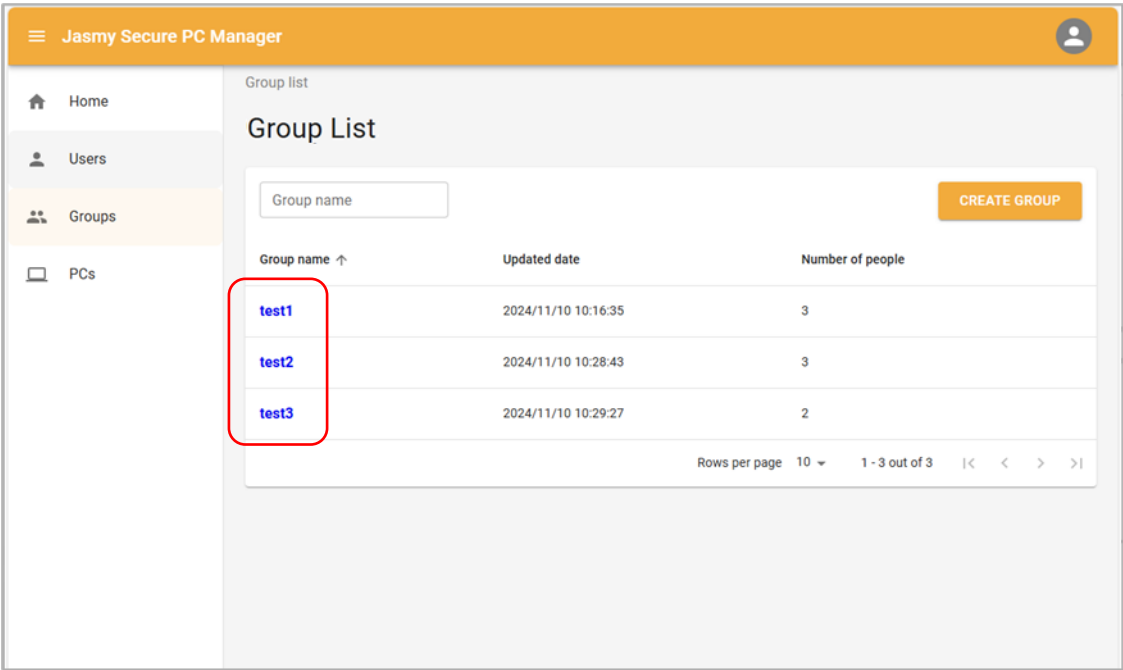 Jasmy Secure PC Manager
Home
Users
Groups
PCs
Group list
Group List
Group name
CREATE GROUP
Group name ↑ Updated date Number of people
test1 2024/11/10 10:16:35 3
test2 2024/11/10 10:28:43 3
test3 2024/11/10 10:29:27 2
Rows per page 10 1 - 3 out of 3